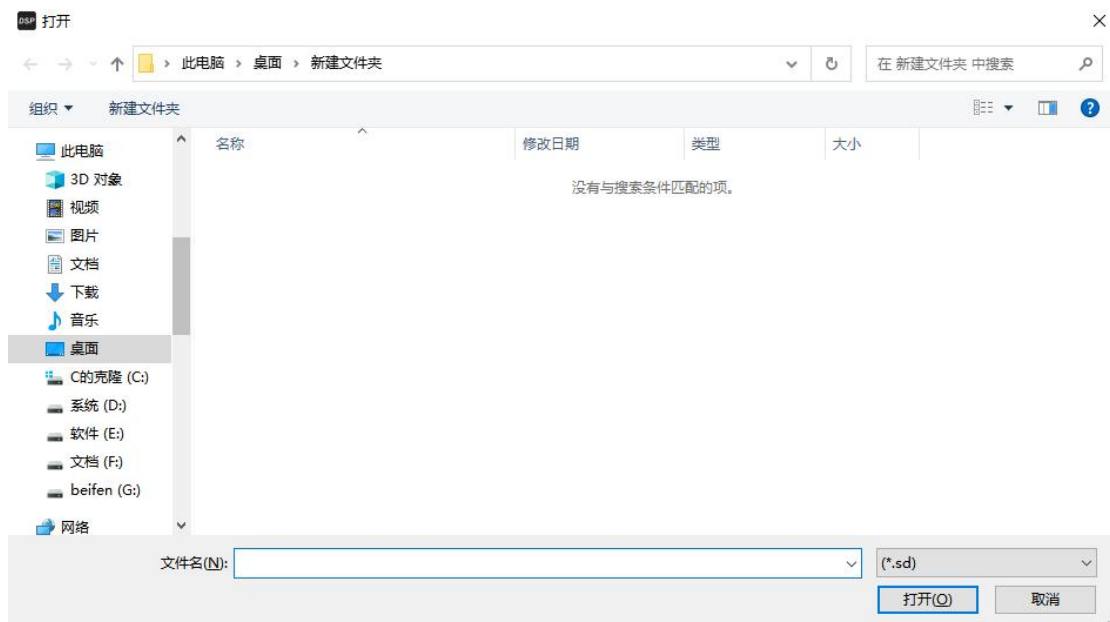 DSP 打开
此电脑 › 桌面 › 新建文件夹
在 新建文件夹 中搜索
组织 新建文件夹
名称 修改日期 类型 大小
没有与搜索条件匹配的项。
此电脑
3D 对象
视频
图片
文档
下载
音乐
桌面
C的克隆 (C:)
系统 (D:)
软件 (E:)
文档 (F:)
beifen (G:)
网络
文件名(N):
(*.sd)
打开(O) 取消